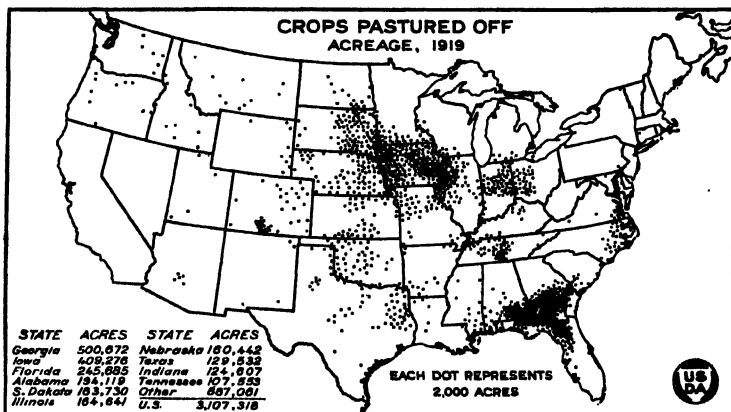 CROPS PASTURED OFF
ACREAGE, 1919
STATE ACRES STATE ACRES
Georgia 500,672 Nebraska 160,442
Iowa 409,276 Texas 129,532
Florida 245,685 Indiana 124,607
Alabama 194,119 Tennessee 107,553
S. Dakota 183,730 Other 887,061
Illinois 164,641 U.S. 3,107,318
EACH DOT REPRESENTS
2,000 ACRES
US
DA